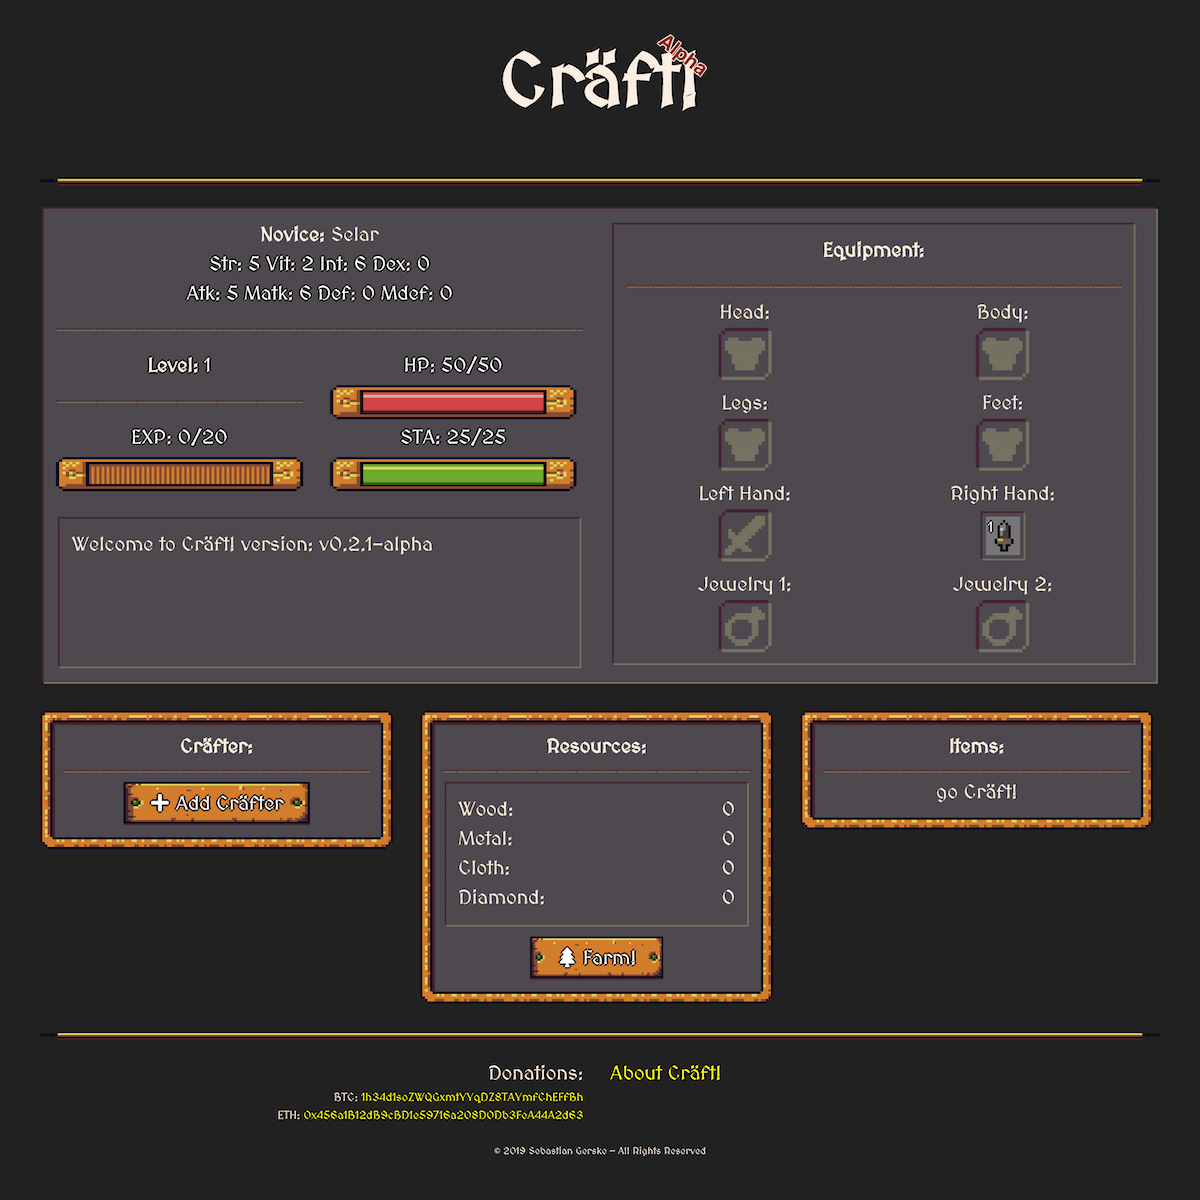 Cräftl
Alpha
Novice: Selar
Str: 5 Vit: 2 Int: 6 Dex: 0
Atk: 5 Matk: 6 Def: 0 Mdef: 0
Level: 1
HP: 50/50
EXP: 0/20
STA: 25/25
Welcome to Cräftl version: v0.2.1-alpha
Equipment:
Head:
Body:
Legs:
Feet:
Left Hand:
Right Hand:
1
Jewelry 1:
Jewelry 2:
Cräfter:
Add Cräfter
Resources:
Wood: 0
Metal: 0
Cloth: 0
Diamond: 0
Farm!
Items:
go Cräftl
Donations:
About Cräftl
BTC:
ETH: 0x456a1B12dB9cBD1e59716a208D0Db3FeA44A2d63
© 2019 Sebastian Gerske – All Rights Reserved